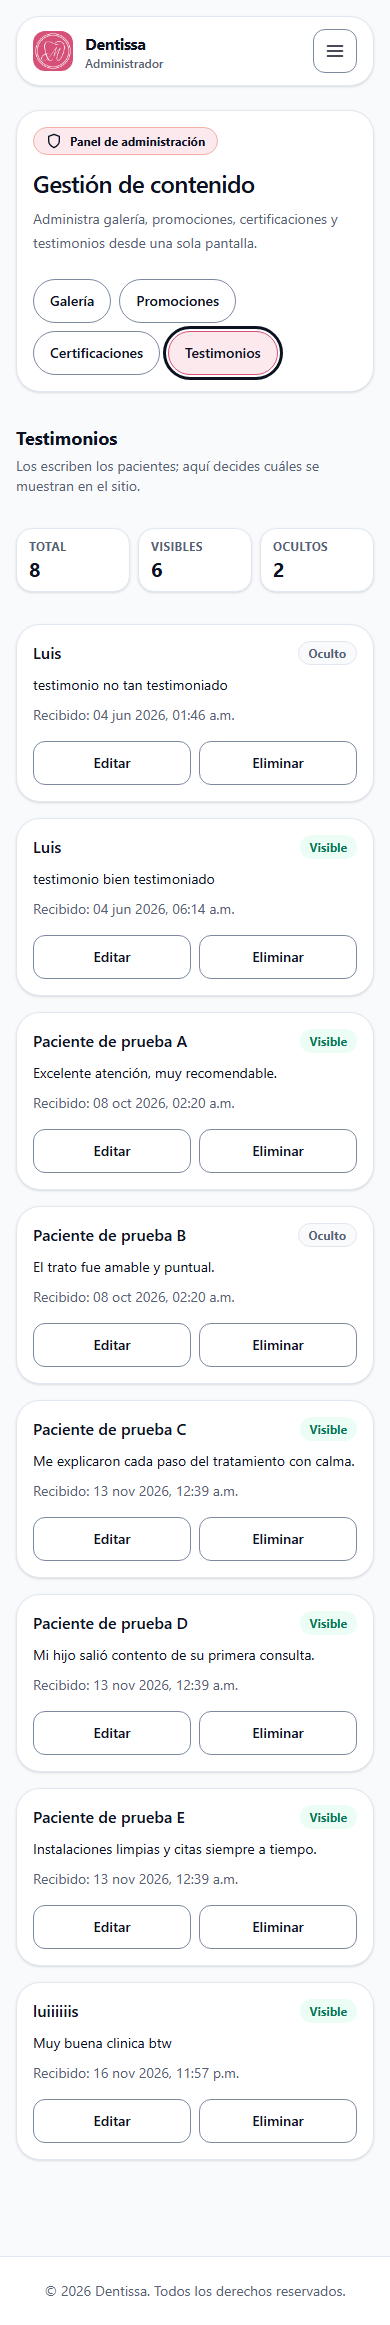 Dentissa
Administrador
Panel de administración
Gestión de contenido
Administra galería, promociones, certificaciones y
testimonios desde una sola pantalla.
Galería
Promociones
Certificaciones
Testimonios
Testimonios
Los escriben los pacientes; aquí decides cuáles se
muestran en el sitio.
TOTAL
8
VISIBLES
6
OCULTOS
2
Luis
Oculto
testimonio no tan testimoniado
Recibido: 04 jun 2026, 01:46 a.m.
Editar
Eliminar
Luis
Visible
testimonio bien testimoniado
Recibido: 04 jun 2026, 06:14 a.m.
Editar
Eliminar
Paciente de prueba A
Visible
Excelente atención, muy recomendable.
Recibido: 08 oct 2026, 02:20 a.m.
Editar
Eliminar
Paciente de prueba B
Oculto
El trato fue amable y puntual.
Recibido: 08 oct 2026, 02:20 a.m.
Editar
Eliminar
Paciente de prueba C
Visible
Me explicaron cada paso del tratamiento con calma.
Recibido: 13 nov 2026, 12:39 a.m.
Editar
Eliminar
Paciente de prueba D
Visible
Mi hijo salió contento de su primera consulta.
Recibido: 13 nov 2026, 12:39 a.m.
Editar
Eliminar
Paciente de prueba E
Visible
Instalaciones limpias y citas siempre a tiempo.
Recibido: 13 nov 2026, 12:39 a.m.
Editar
Eliminar
luiiiiiis
Visible
Muy buena clinica btw
Recibido: 16 nov 2026, 11:57 p.m.
Editar
Eliminar
© 2026 Dentissa. Todos los derechos reservados.